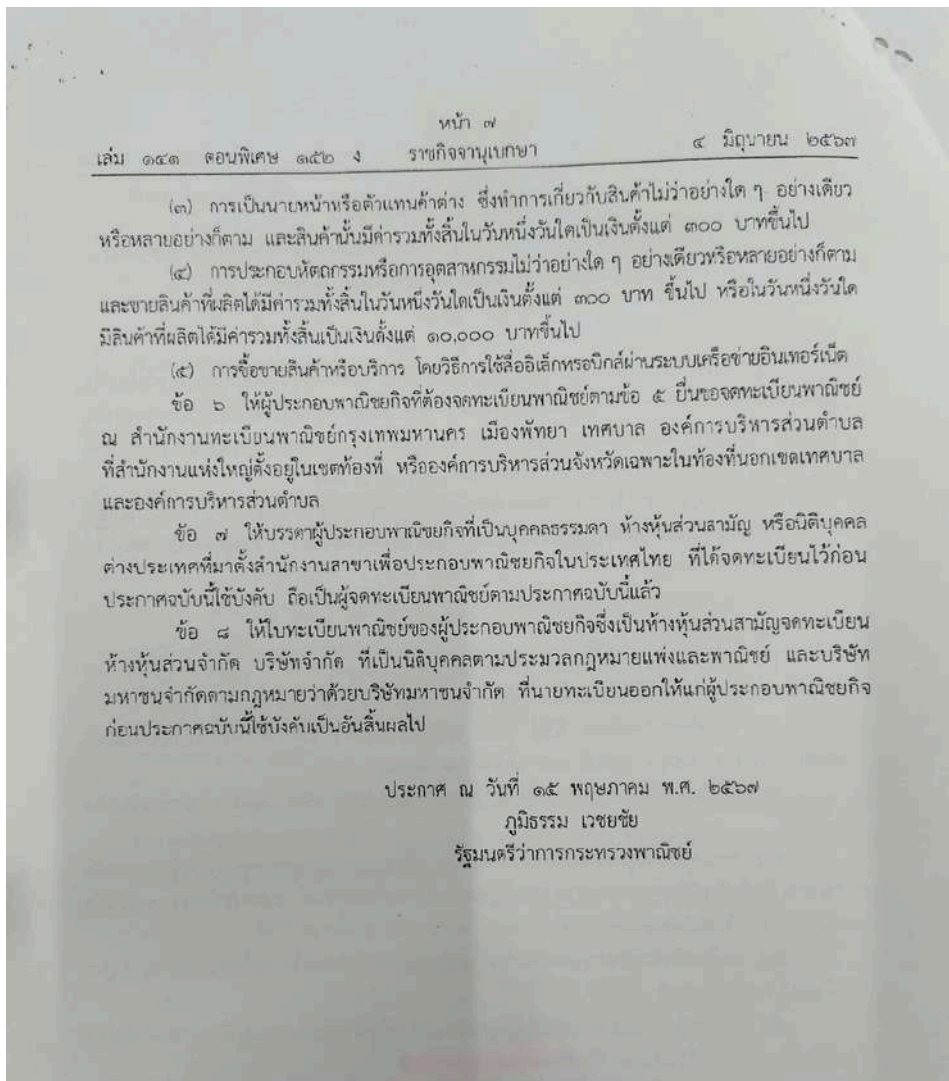 หน้า ๗
เล่ม ๑๔๑ ตอนพิเศษ ๑๕๒ ง ราชกิจจานุเบกษา ๔ มิถุนายน ๒๕๖๗
(๓) การเป็นนายหน้าหรือตัวแทนค้าต่าง ซึ่งทำการเกี่ยวกับสินค้าไม่ว่าอย่างใด ๆ อย่างเดียว
หรือหลายอย่างก็ตาม และสินค้านั้นมีค่ารวมทั้งสิ้นในวันหนึ่งวันใดเป็นเงินตั้งแต่ ๓๐๐ บาทขึ้นไป
(๔) การประกอบหัตถกรรมหรือการอุตสาหกรรมไม่ว่าอย่างใด ๆ อย่างเดียวหรือหลายอย่างก็ตาม
และขายสินค้าที่ผลิตได้มีค่ารวมทั้งสิ้นในวันหนึ่งวันใดเป็นเงินตั้งแต่ ๓๐๐ บาท ขึ้นไป หรือในวันหนึ่งวันใด
มีสินค้าที่ผลิตได้มีค่ารวมทั้งสิ้นเป็นเงินตั้งแต่ ๑๐,๐๐๐ บาทขึ้นไป
(๕) การซื้อขายสินค้าหรือบริการ โดยวิธีการใช้สื่ออิเล็กทรอนิกส์ผ่านระบบเครือข่ายอินเทอร์เน็ต
ข้อ ๖ ให้ผู้ประกอบพาณิชยกิจที่ต้องจดทะเบียนพาณิชย์ตามข้อ ๕ ยื่นขอจดทะเบียนพาณิชย์
ณ สำนักงานทะเบียนพาณิชย์กรุงเทพมหานคร เมืองพัทยา เทศบาล องค์การบริหารส่วนตำบล
ที่สำนักงานแห่งใหญ่ตั้งอยู่ในเขตท้องที่ หรือองค์การบริหารส่วนจังหวัดเฉพาะในท้องที่นอกเขตเทศบาล
และองค์การบริหารส่วนตำบล
ข้อ ๗ ให้บรรดาผู้ประกอบพาณิชยกิจที่เป็นบุคคลธรรมดา ห้างหุ้นส่วนสามัญ หรือนิติบุคคล
ต่างประเทศที่มาตั้งสำนักงานสาขาเพื่อประกอบพาณิชยกิจในประเทศไทย ที่ได้จดทะเบียนไว้ก่อน
ประกาศฉบับนี้ใช้บังคับ ถือเป็นผู้จดทะเบียนพาณิชย์ตามประกาศฉบับนี้แล้ว
ข้อ ๘ ให้ใบทะเบียนพาณิชย์ของผู้ประกอบพาณิชยกิจซึ่งเป็นห้างหุ้นส่วนสามัญจดทะเบียน
ห้างหุ้นส่วนจำกัด บริษัทจำกัด ที่เป็นนิติบุคคลตามประมวลกฎหมายแพ่งและพาณิชย์ และบริษัท
มหาชนจำกัดตามกฎหมายว่าด้วยบริษัทมหาชนจำกัด ที่นายทะเบียนออกให้แก่ผู้ประกอบพาณิชยกิจ
ก่อนประกาศฉบับนี้ใช้บังคับเป็นอันสิ้นผลไป
ประกาศ ณ วันที่ ๑๕ พฤษภาคม พ.ศ. ๒๕๖๗
ภูมิธรรม เวชยชัย
รัฐมนตรีว่าการกระทรวงพาณิชย์